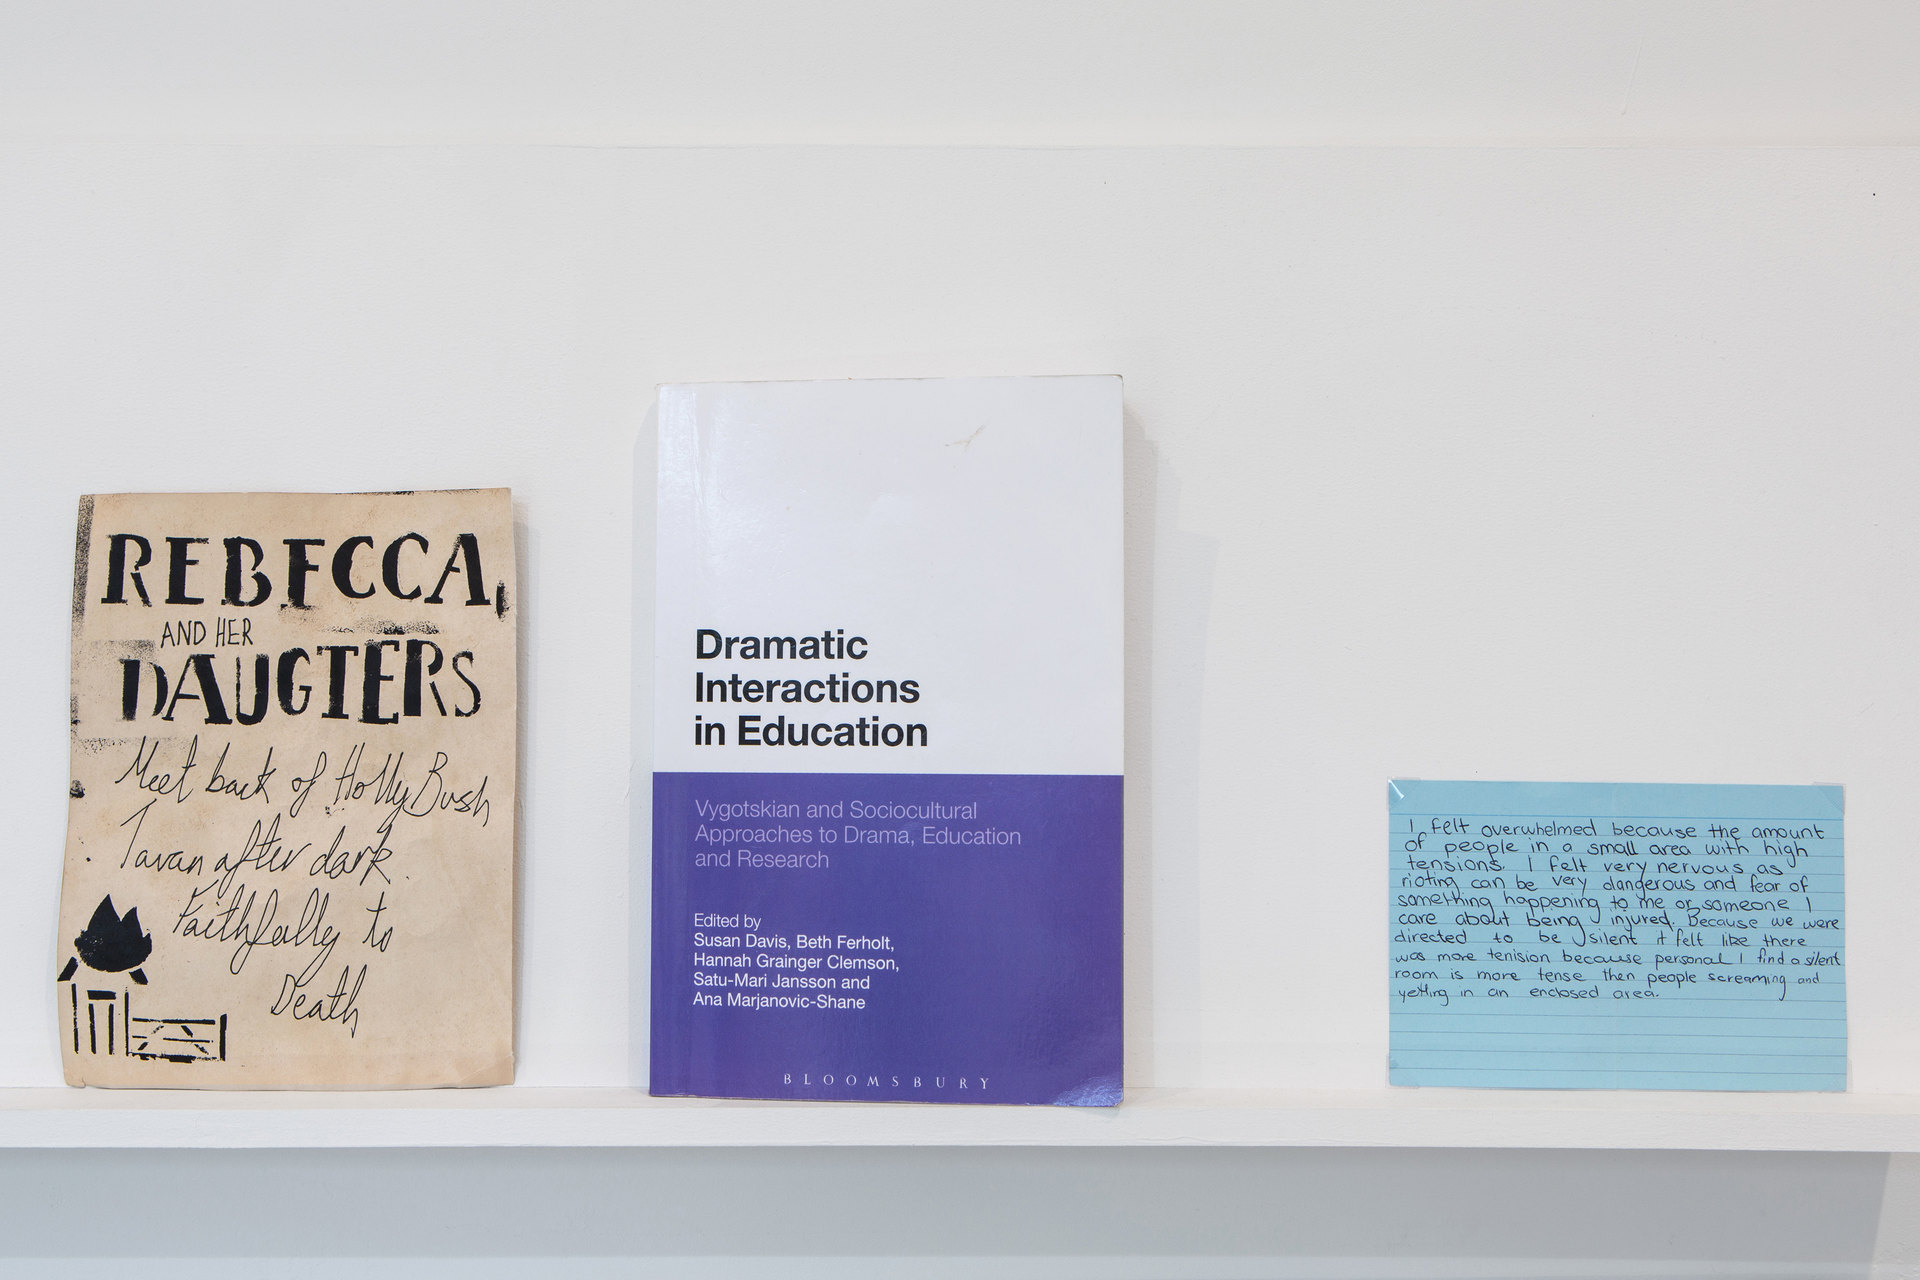 REBECCA,
AND HER
DAUGTERS
Meet back of Holly Bush
Tavan after dark.
Faithfully to
Death
Dramatic
Interactions
in Education
Vygotskian and Sociocultural
Approaches to Drama, Education
and Research
Edited by
Susan Davis, Beth Ferholt,
Hannah Grainger Clemson,
Satu-Mari Jansson and
Ana Marjanovic-Shane
BLOOMSBURY
I felt overwhelmed because the amount
of people in a small area with high
tensions. I felt very nervous as
rioting can be very dangerous and fear of
something happening to me or someone I
care about being injured. Because we were
directed to be silent it felt like there
was more tenision because personal I find a silent
room is more tense then people screaming and
yelling in an enclosed area.